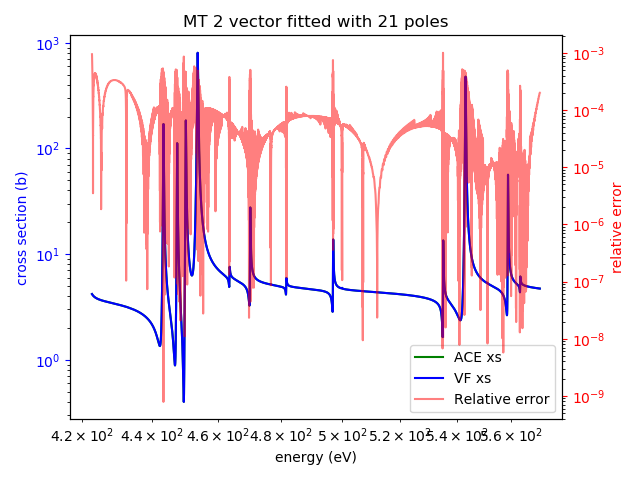 MT 2 vector fitted with 21 poles
cross section (b)
10³
10²
10¹
10⁰
10⁻³
10⁻⁴
10⁻⁵
10⁻⁶
10⁻⁷
10⁻⁸
10⁻⁹
relative error
ACE xs
VF xs
Relative error
4.2 × 10² 4.4 × 10² 4.6 × 10² 4.8 × 10² 5 × 10² 5.2 × 10² 5.4 × 10² 5.6 × 10²
energy (eV)